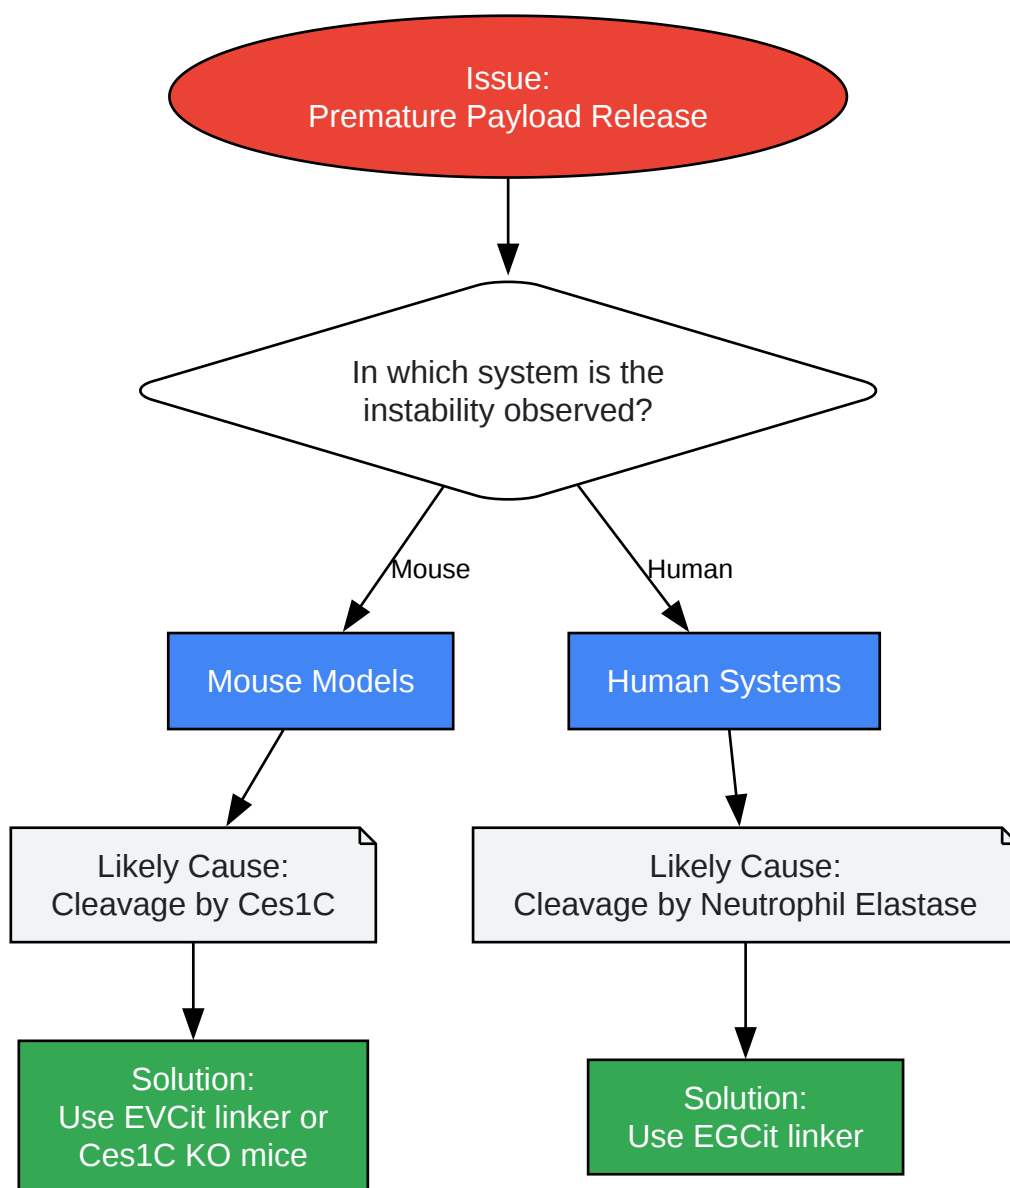 Issue:
Premature Payload Release
In which system is the
instability observed?
Mouse
Human
Mouse Models
Human Systems
Likely Cause:
Cleavage by Ces1C
Likely Cause:
Cleavage by Neutrophil Elastase
Solution:
Use EVCit linker or
Ces1C KO mice
Solution:
Use EGCit linker